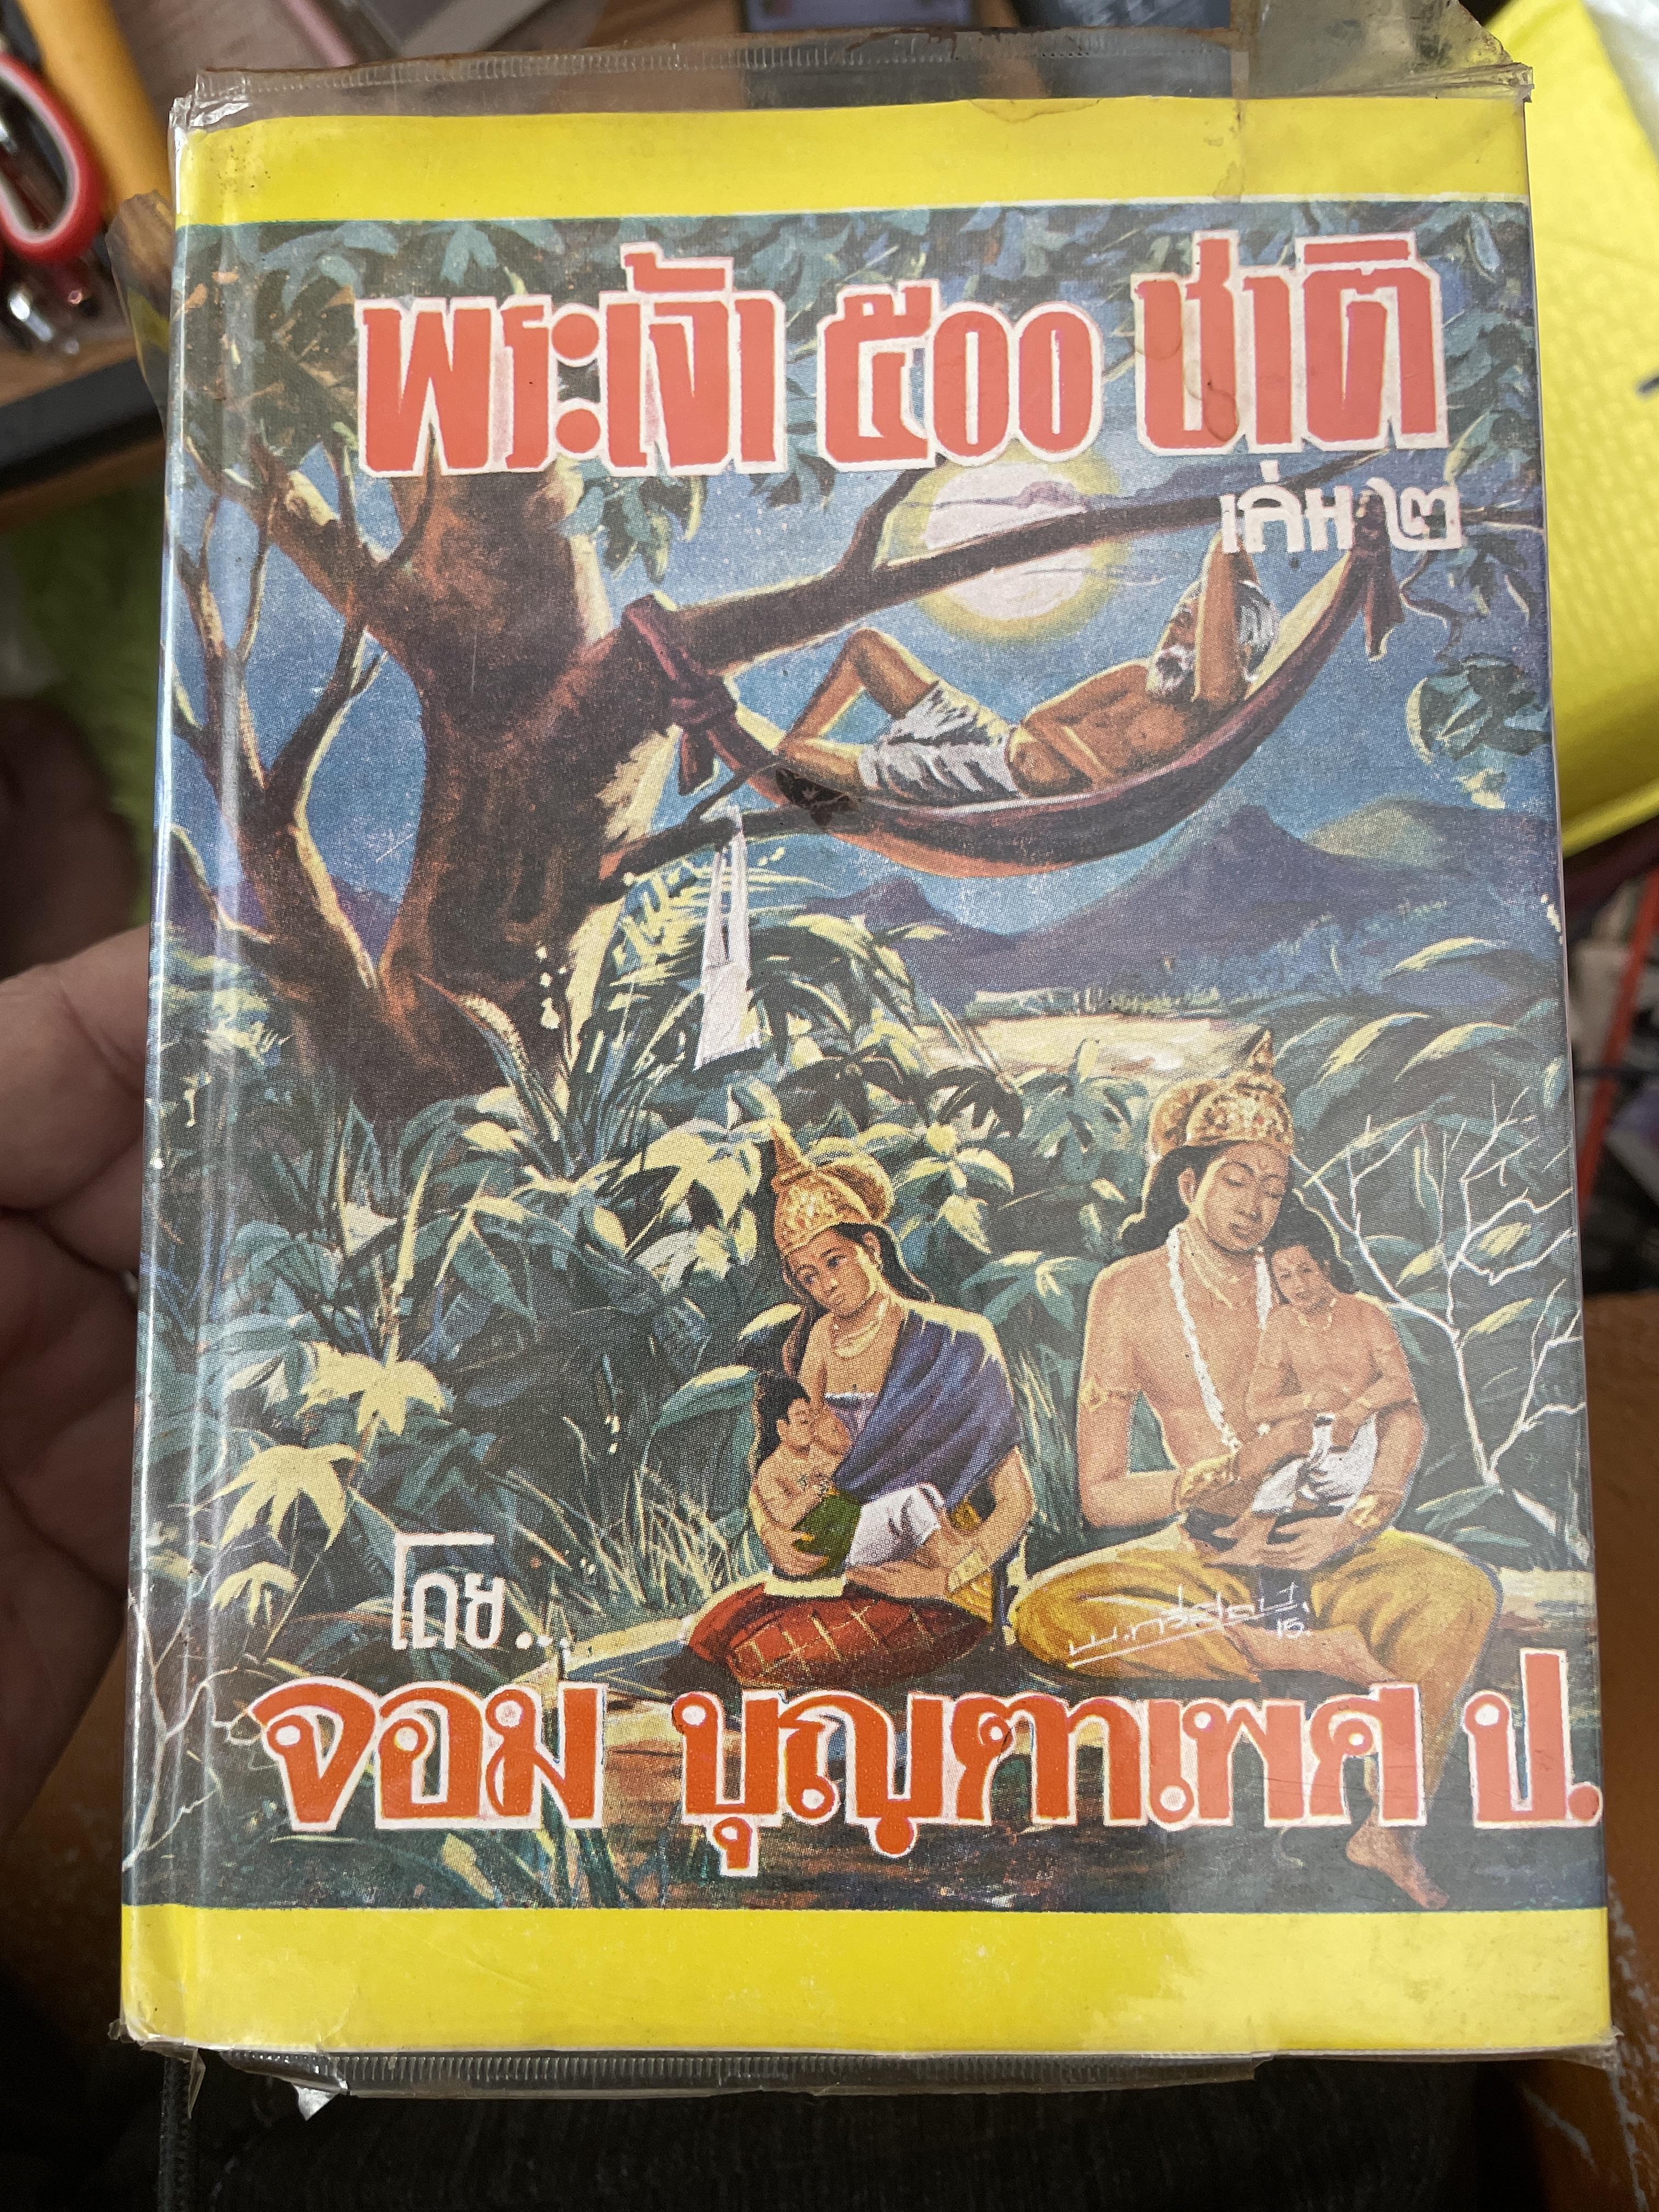 พระเจ้า ๕๐๐ ชาติ
เล่ม ๒
โดย...
จอม บุญตาเพศ ป.